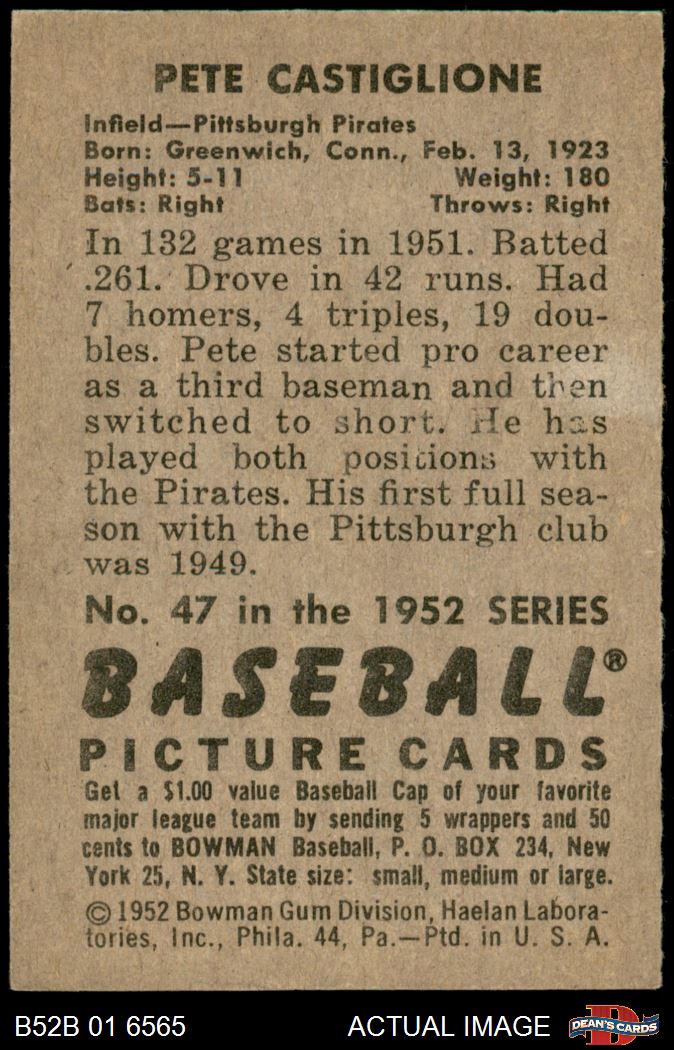 PETE CASTIGLIONE
Infield—Pittsburgh Pirates
Born: Greenwich, Conn., Feb. 13, 1923
Height: 5-11 Weight: 180
Bats: Right Throws: Right
In 132 games in 1951. Batted
.261. Drove in 42 runs. Had
7 homers, 4 triples, 19 dou-
bles. Pete started pro career
as a third baseman and then
switched to short. He has
played both positions with
the Pirates. His first full sea-
son with the Pittsburgh club
was 1949.
No. 47 in the 1952 SERIES
BASEBALL®
PICTURE CARDS
Get a $1.00 value Baseball Cap of your favorite
major league team by sending 5 wrappers and 50
cents to BOWMAN Baseball, P. O. BOX 234, New
York 25, N. Y. State size: small, medium or large.
© 1952 Bowman Gum Division, Haelan Labora-
tories, Inc., Phila. 44, Pa.—Ptd. in U. S. A.
B52B 01 6565 ACTUAL IMAGE
D
DEAN'S CARDS